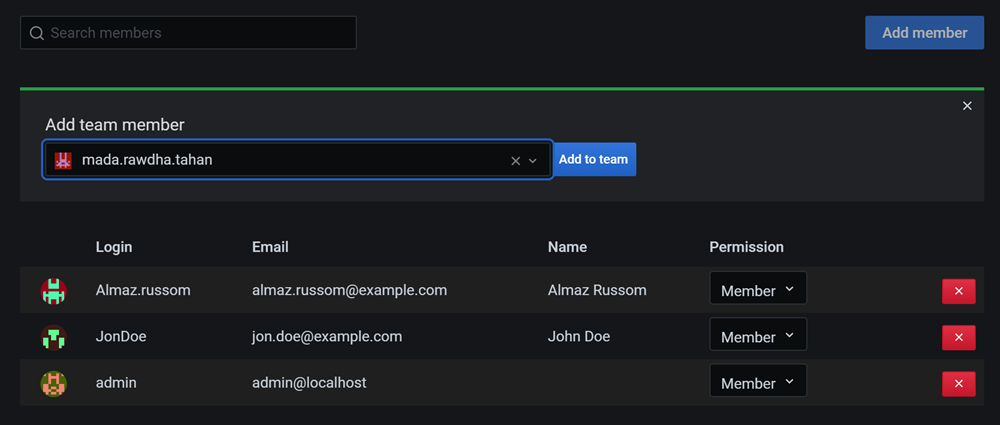 Search members
Add member
Add team member
mada.rawdha.tahan
Add to team
Login Email Name Permission
Almaz.russom almaz.russom@example.com Almaz Russom Member
JonDoe jon.doe@example.com John Doe Member
admin admin@localhost Member